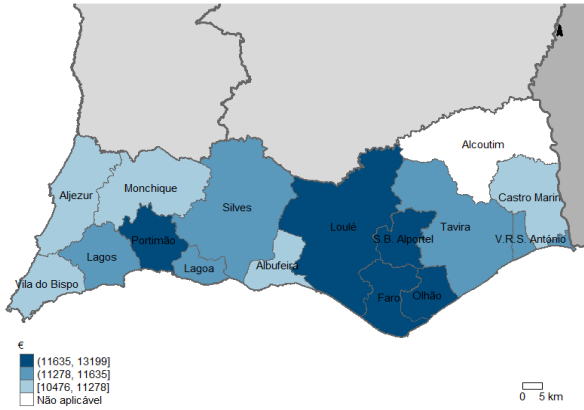 Alcoutim
Aljezur
Monchique
Castro Marim
Silves
Loulé
Tavira
Portimão
S.B. Alportel
V.R.S. António
Lagos
Lagoa
Albufeira
Vila do Bispo
Faro
Olhão
€
(11635, 13199]
(11278, 11635]
[10476, 11278]
Não aplicável
0 5 km